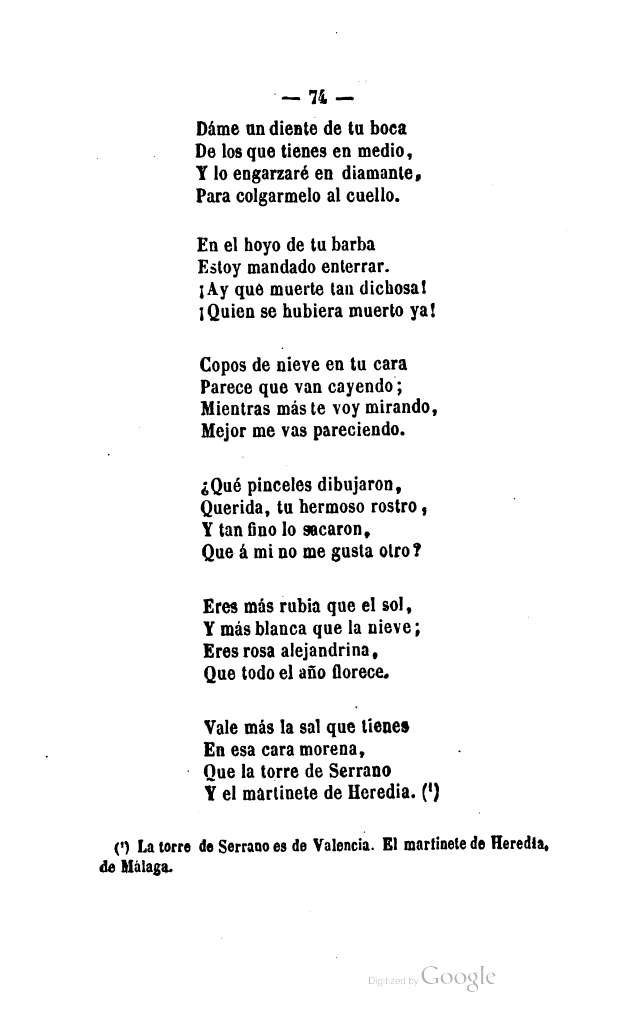 — 74 —
Dáme un diente de tu boca
De los que tienes en medio,
Y lo engarzaré en diamante,
Para colgarmelo al cuello.
En el hoyo de tu barba
Estoy mandado enterrar.
¡Ay que muerte tan dichosa!
¡Quien se hubiera muerto ya!
Copos de nieve en tu cara
Parece que van cayendo;
Mientras más te voy mirando,
Mejor me vas pareciendo.
¿Qué pinceles dibujaron,
Querida, tu hermoso rostro,
Y tan fino lo sacaron,
Que á mi no me gusta otro?
Eres más rubia que el sol,
Y más blanca que la nieve;
Eres rosa alejandrina,
Que todo el año florece.
Vale más la sal que tienes
En esa cara morena,
Que la torre de Serrano
Y el martinete de Heredia. (¹)
(¹) La torre de Serrano es de Valencia. El martinete de Heredia,
de Málaga.
Digitized by Google